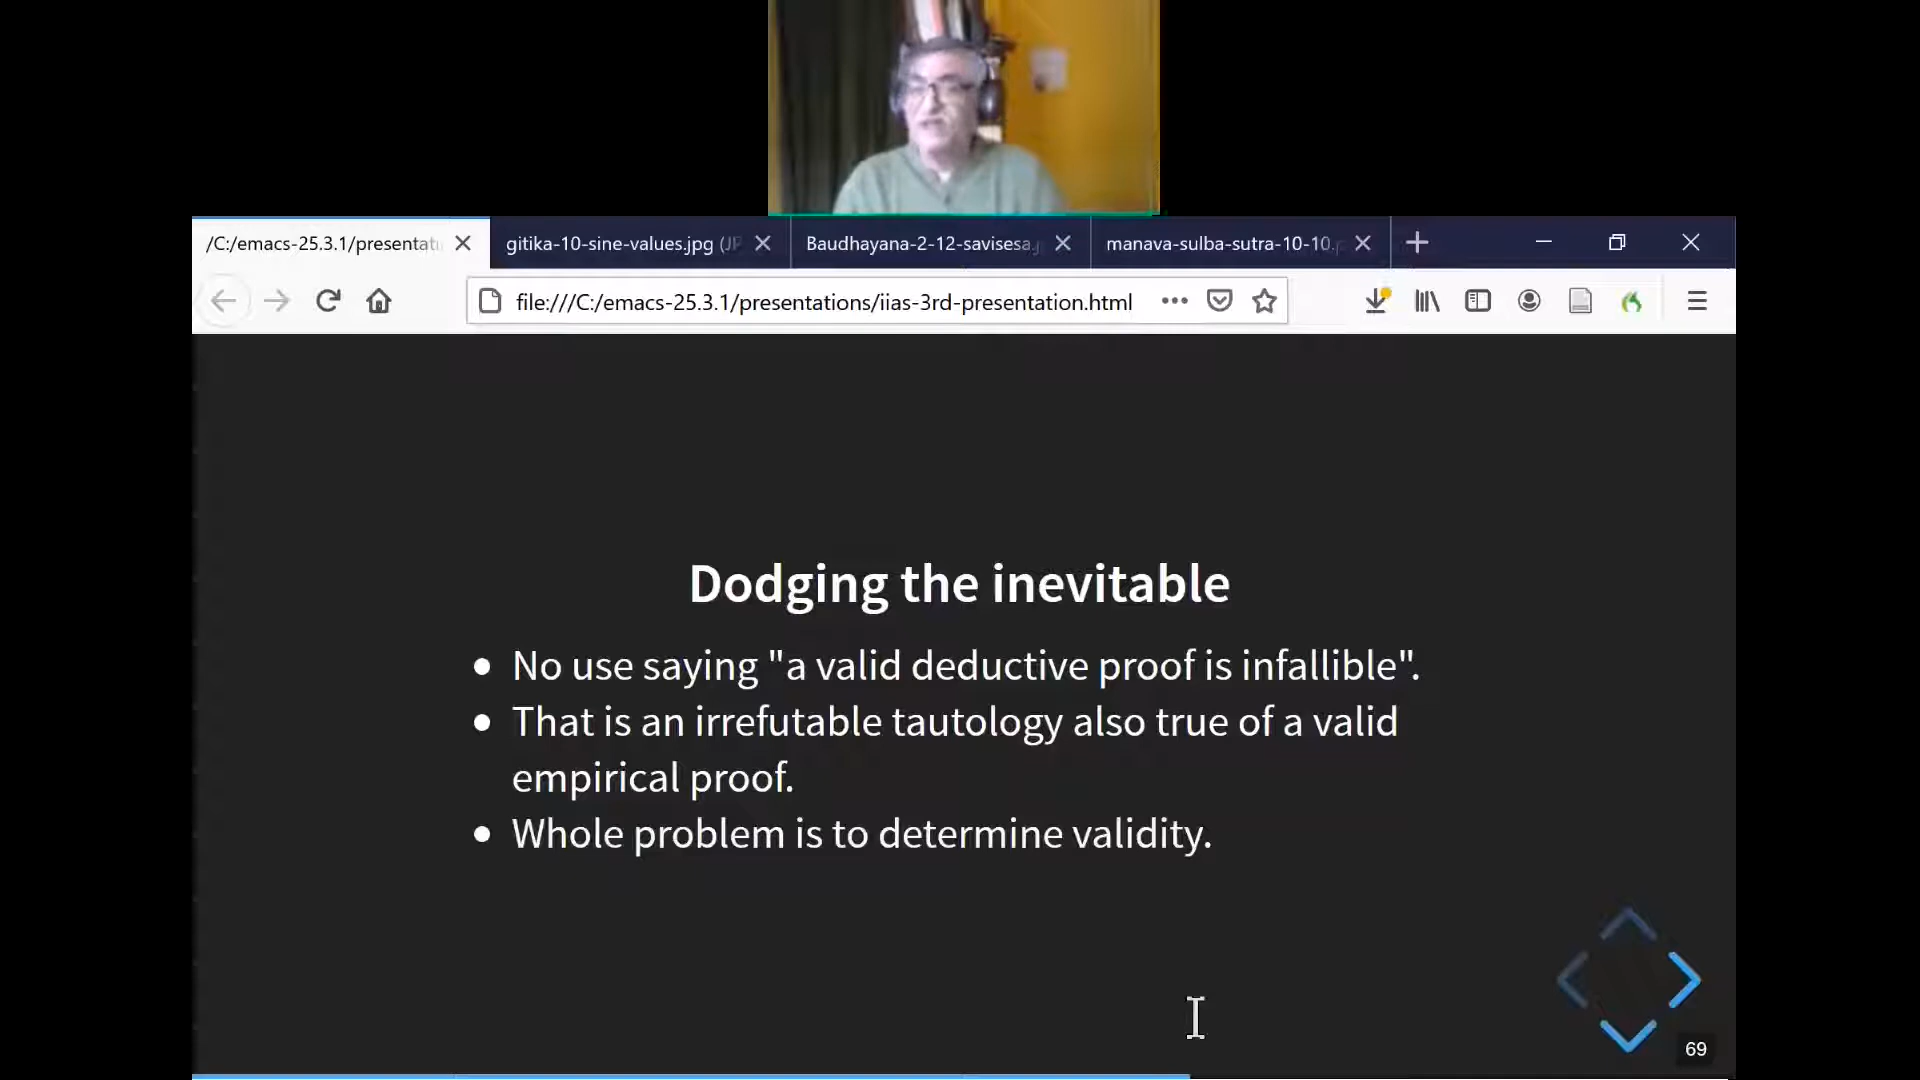 /C:/emacs-25.3.1/presentat
gitika-10-sine-values.jpg (JP
Baudhayana-2-12-savisesa.j
manava-sulba-sutra-10-10.p
file:///C:/emacs-25.3.1/presentations/iias-3rd-presentation.html
Dodging the inevitable
• No use saying "a valid deductive proof is infallible".
• That is an irrefutable tautology also true of a valid
empirical proof.
• Whole problem is to determine validity.
69